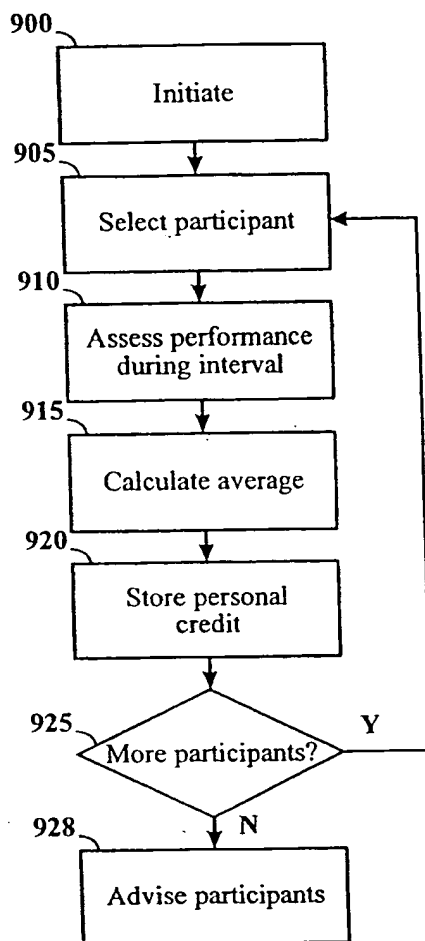 900
Initiate
905
Select participant
910
Assess performance
during interval
915
Calculate average
920
Store personal
credit
925
More participants?
Y
N
928
Advise participants